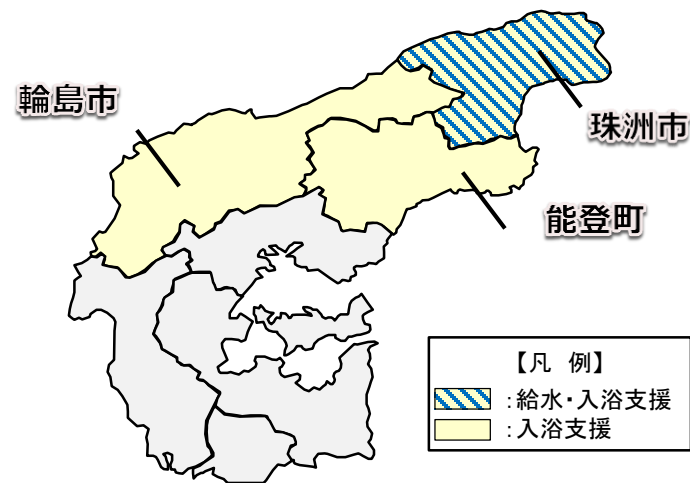 輪島市
珠洲市
能登町
【凡 例】
：給水・入浴支援
：入浴支援